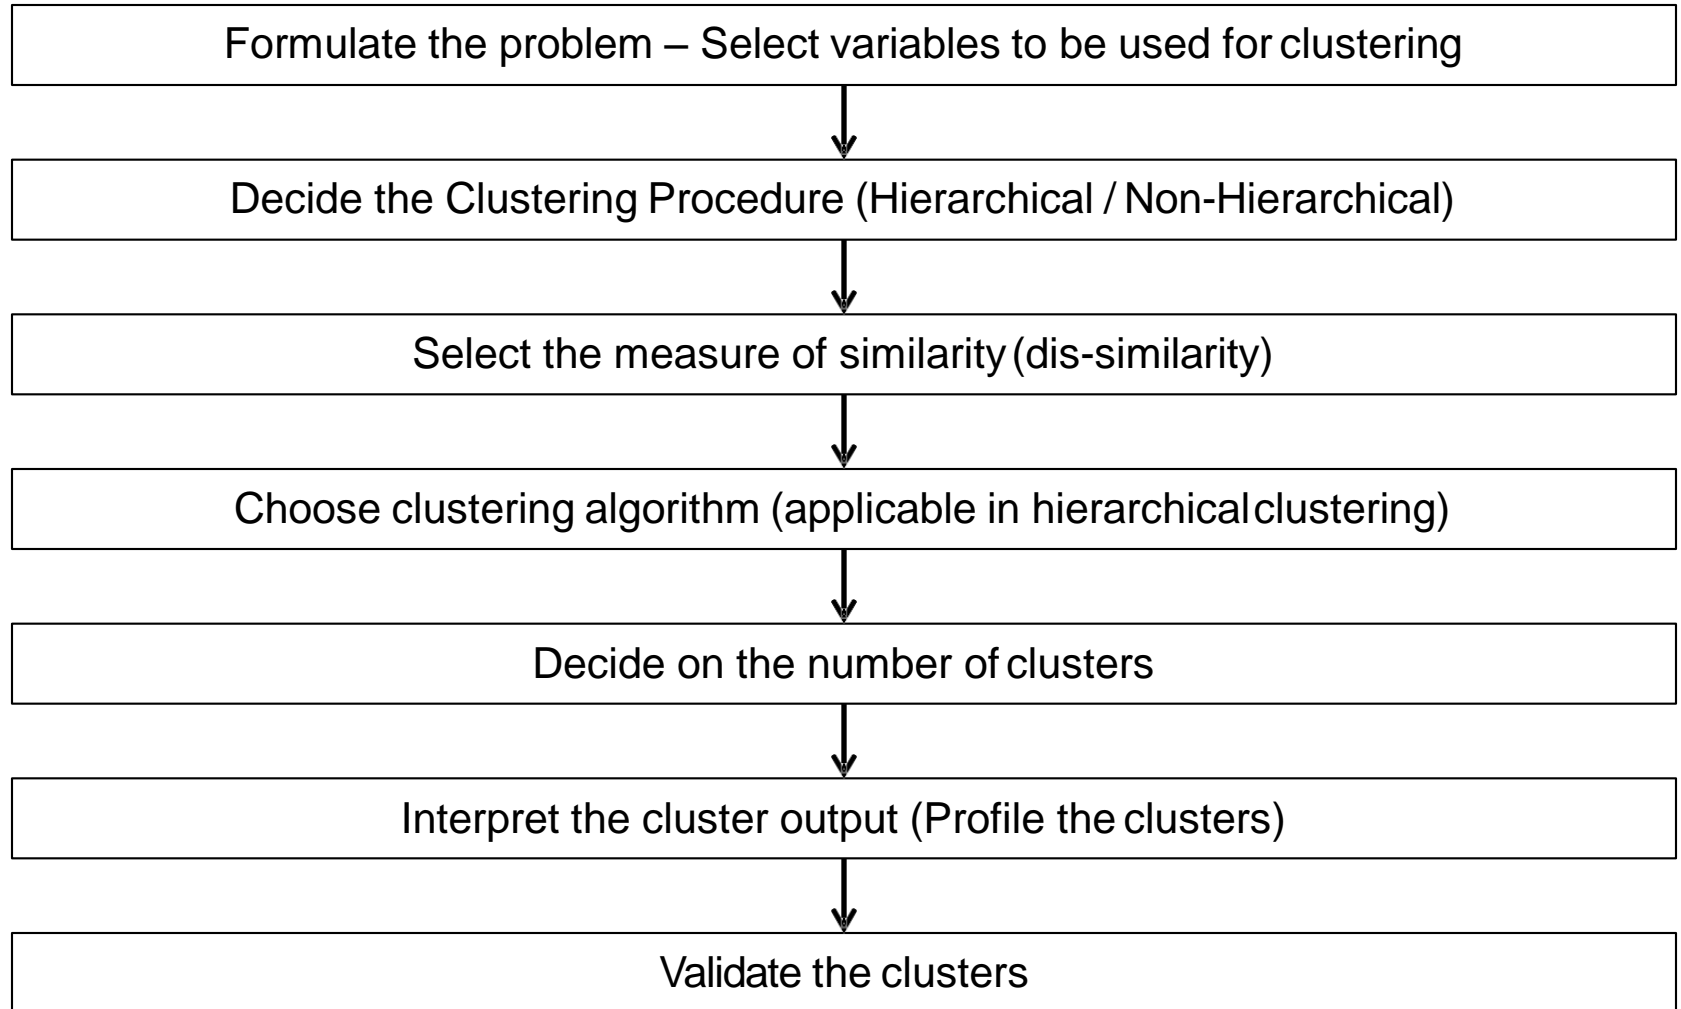 Formulate the problem – Select variables to be used for clustering
Decide the Clustering Procedure (Hierarchical / Non-Hierarchical)
Select the measure of similarity (dis-similarity)
Choose clustering algorithm (applicable in hierarchical clustering)
Decide on the number of clusters
Interpret the cluster output (Profile the clusters)
Validate the clusters